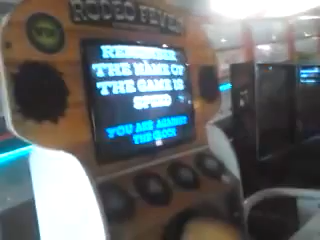 RODEO FEVER
REMEMBER
THE NAME OF
THE GAME IS
SPEED
YOU ARE AGAINST
THE CLOCK